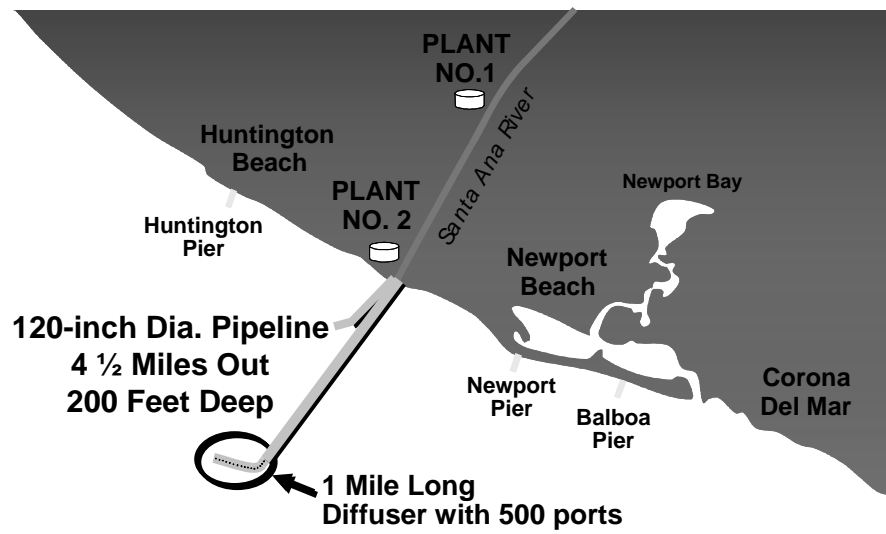 PLANT
NO.1
Santa Ana River
Huntington
Beach
Newport Bay
PLANT
NO. 2
Huntington
Pier
Newport
Beach
120-inch Dia. Pipeline
4 ½ Miles Out
200 Feet Deep
Newport
Pier
Balboa
Pier
Corona
Del Mar
1 Mile Long
Diffuser with 500 ports